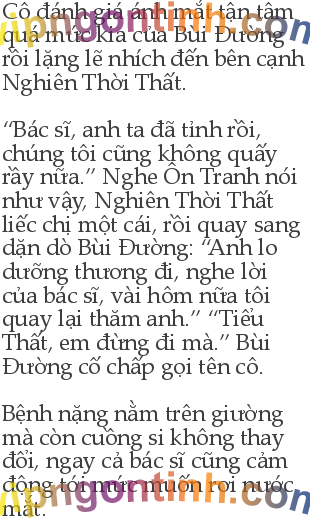 Cô đánh giá ánh mắt tận tâm
quá mức kia của Bùi Đường
rồi lặng lẽ nhích đến bên cạnh
Nghiên Thời Thất.
“Bác sĩ, anh ta đã tỉnh rồi,
chúng tôi cũng không quấy
rầy nữa.” Nghe Ôn Tranh nói
như vậy, Nghiên Thời Thất
liếc chị một cái, rồi quay sang
dặn dò Bùi Đường: “Anh lo
dưỡng thương đi, nghe lời
của bác sĩ, vài hôm nữa tôi
quay lại thăm anh.” “Tiểu
Thất, em đừng đi mà.” Bùi
Đường cố chấp gọi tên cô.
Bệnh nặng nằm trên giường
mà còn cuồng si không thay
đổi, ngay cả bác sĩ cũng cảm
động tới mức muốn rơi nước
mắt.